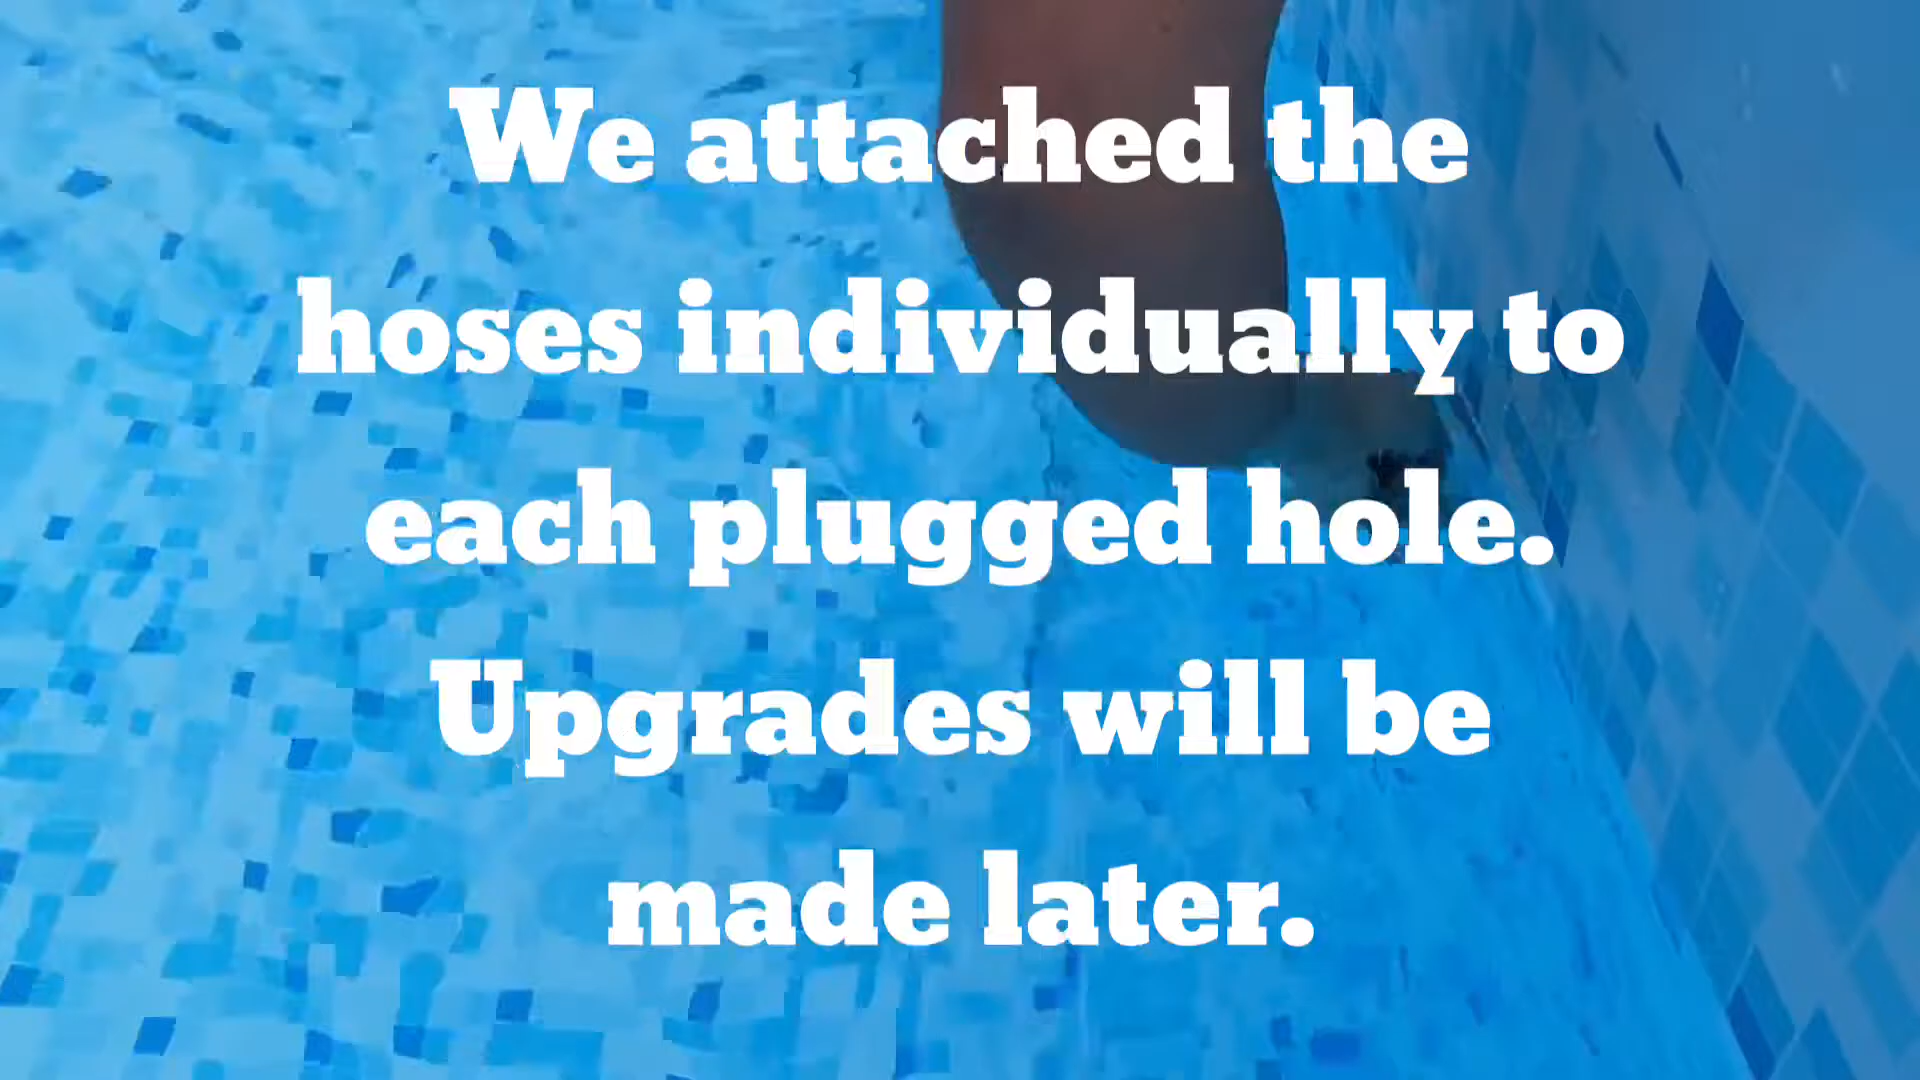 We attached the
hoses individually to
each plugged hole.
Upgrades will be
made later.